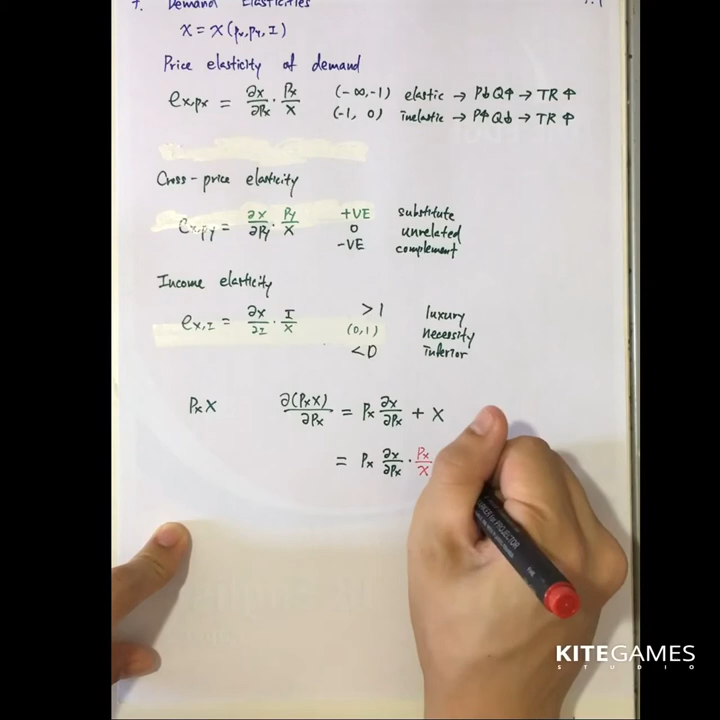 7. Demand Elasticities
X = X(Px, Py, I)
Price elasticity of demand
ex,px = ∂x/∂Px · Px/X (-∞,-1) elastic → P↓Q↑ → TR ↑
(-1, 0) inelastic → P↑Q↓ → TR ↑
Cross-price elasticity
ex,py = ∂x/∂Py · Py/X +VE substitute
0 unrelated
-VE complement
Income elasticity
ex,I = ∂x/∂I · I/X >1 luxury
(0,1) necessity
<0 inferior
PxX ∂(PxX)/∂Px = Px ∂x/∂Px + X
= Px ∂x/∂Px · Px/X
KITEGAMES
STUDIO